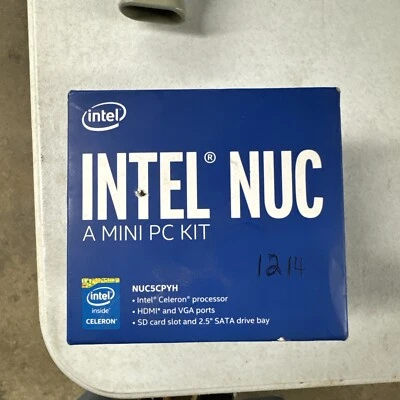 intel
INTEL® NUC
A MINI PC KIT
1214
NUC5CPYH
• Intel® Celeron® processor
• HDMI* and VGA ports
• SD card slot and 2.5" SATA drive bay
intel
inside™
CELERON®